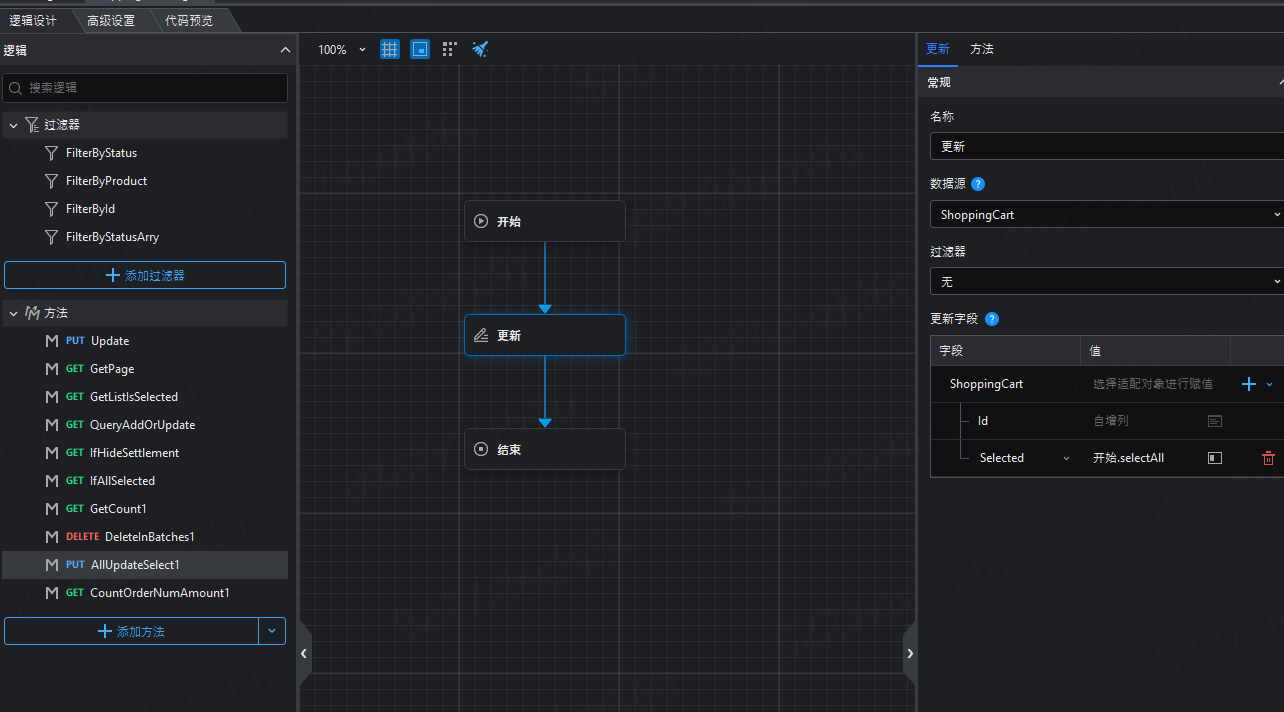 逻辑设计
高级设置
代码预览
逻辑
搜索逻辑
过滤器
FilterByStatus
FilterByProduct
FilterById
FilterByStatusArry
添加过滤器
方法
PUT Update
GET GetPage
GET GetListIsSelected
GET QueryAddOrUpdate
GET IfHideSettlement
GET IfAllSelected
GET GetCount1
DELETE DeleteInBatches1
PUT AllUpdateSelect1
GET CountOrderNumAmount1
添加方法
100%
开始
更新
结束
更新 方法
常规
名称
更新
数据源 ?
ShoppingCart
过滤器
无
更新字段 ?
字段 值
ShoppingCart 选择适配对象进行赋值
Id 自增列
Selected 开始.selectAll